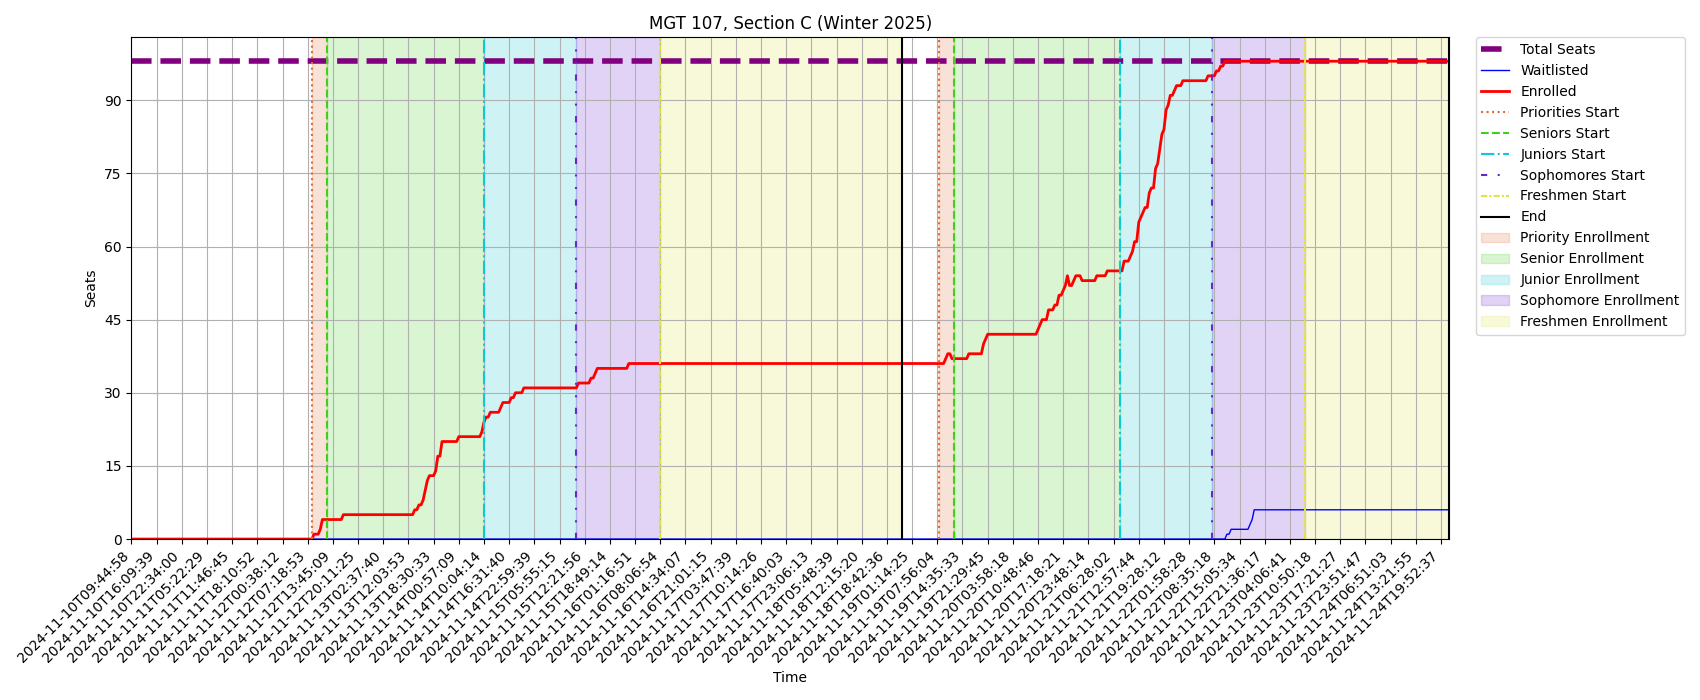 MGT 107, Section C (Winter 2025)
Seats
90
75
60
45
30
15
0
2024-11-10T09:44:58
2024-11-10T16:09:39
2024-11-10T22:34:00
2024-11-11T05:22:29
2024-11-11T11:46:45
2024-11-11T18:10:52
2024-11-12T00:38:12
2024-11-12T07:18:53
2024-11-12T13:45:09
2024-11-12T20:11:25
2024-11-13T02:37:40
2024-11-13T12:03:53
2024-11-13T18:30:33
2024-11-14T00:57:09
2024-11-14T10:04:14
2024-11-14T16:31:40
2024-11-14T22:59:39
2024-11-15T05:55:15
2024-11-15T12:21:56
2024-11-15T18:49:14
2024-11-16T01:16:51
2024-11-16T08:06:54
2024-11-16T14:34:07
2024-11-16T21:01:15
2024-11-17T03:47:39
2024-11-17T10:14:26
2024-11-17T16:40:03
2024-11-17T23:06:13
2024-11-18T05:48:39
2024-11-18T12:15:20
2024-11-18T18:42:36
2024-11-19T01:14:25
2024-11-19T07:56:04
2024-11-19T14:35:33
2024-11-19T21:29:45
2024-11-20T03:58:18
2024-11-20T10:48:46
2024-11-20T17:18:21
2024-11-20T23:48:14
2024-11-21T06:28:02
2024-11-21T12:57:44
2024-11-21T19:28:12
2024-11-22T01:58:28
2024-11-22T08:35:18
2024-11-22T15:05:34
2024-11-22T21:36:17
2024-11-23T04:06:41
2024-11-23T10:50:18
2024-11-23T17:21:27
2024-11-23T23:51:47
2024-11-24T06:51:03
2024-11-24T13:21:55
2024-11-24T19:52:37
Time
Total Seats
Waitlisted
Enrolled
Priorities Start
Seniors Start
Juniors Start
Sophomores Start
Freshmen Start
End
Priority Enrollment
Senior Enrollment
Junior Enrollment
Sophomore Enrollment
Freshmen Enrollment